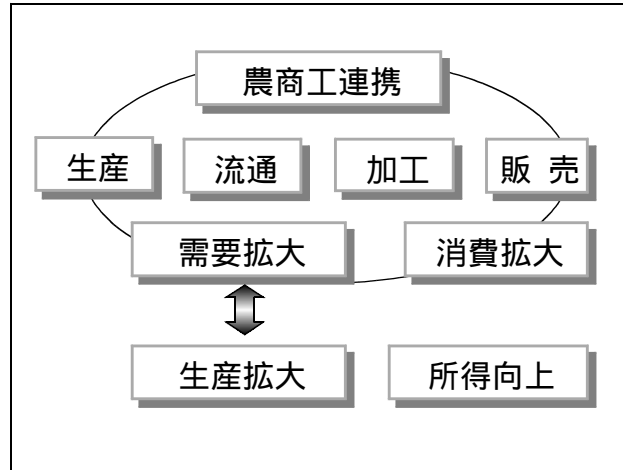 農商工連携
生産
流通
加工
販 売
需要拡大
消費拡大
生産拡大
所得向上